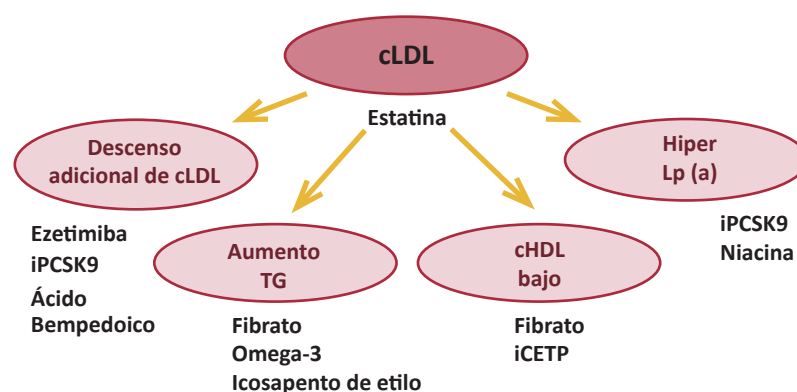 cLDL
Estatina
Descenso
adicional de cLDL
Ezetimiba
iPCSK9
Ácido
Bempedoico
Aumento
TG
Fibrato
Omega-3
Icosapento de etilo
cHDL
bajo
Fibrato
iCETP
Hiper
Lp (a)
iPCSK9
Niacina